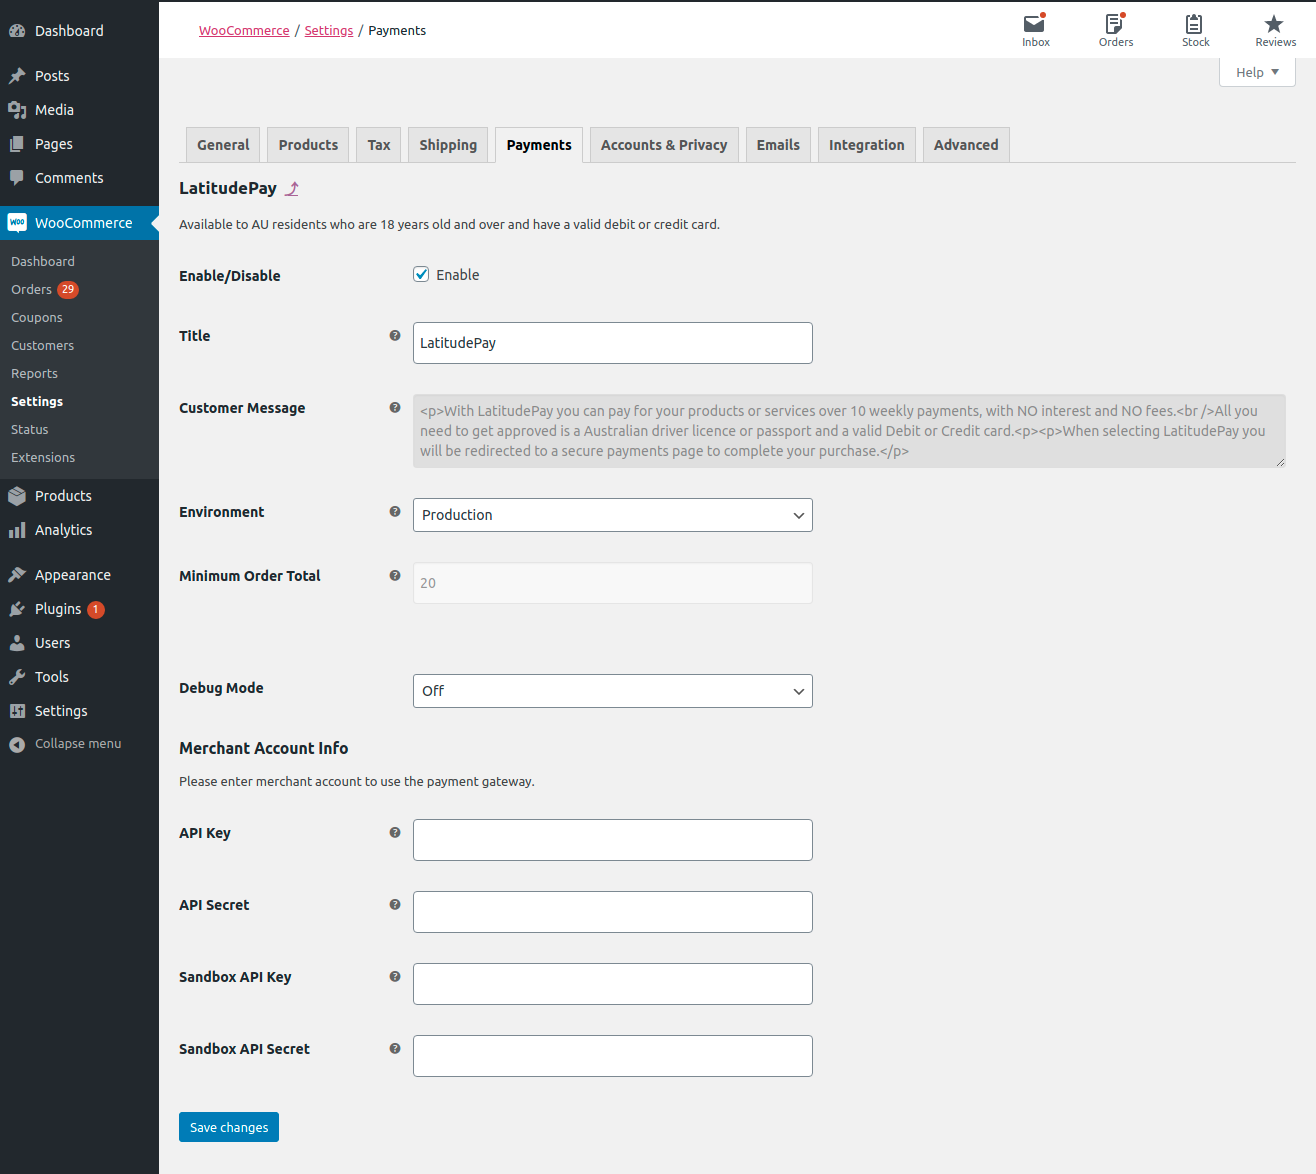 Dashboard
Posts
Media
Pages
Comments
WOO WooCommerce
Dashboard
Orders 29
Coupons
Customers
Reports
Settings
Status
Extensions
Products
Analytics
Appearance
Plugins 1
Users
Tools
Settings
Collapse menu
WooCommerce / Settings / Payments
Inbox Orders Stock Reviews
Help
General Products Tax Shipping Payments Accounts & Privacy Emails Integration Advanced
LatitudePay
Available to AU residents who are 18 years old and over and have a valid debit or credit card.
Enable/Disable Enable
Title ? LatitudePay
Customer Message ? <p>With LatitudePay you can pay for your products or services over 10 weekly payments, with NO interest and NO fees.<br />All you
need to get approved is a Australian driver licence or passport and a valid Debit or Credit card.<p><p>When selecting LatitudePay you
will be redirected to a secure payments page to complete your purchase.</p>
Environment ? Production
Minimum Order Total ? 20
Debug Mode Off
Merchant Account Info
Please enter merchant account to use the payment gateway.
API Key ?
API Secret ?
Sandbox API Key ?
Sandbox API Secret ?
Save changes